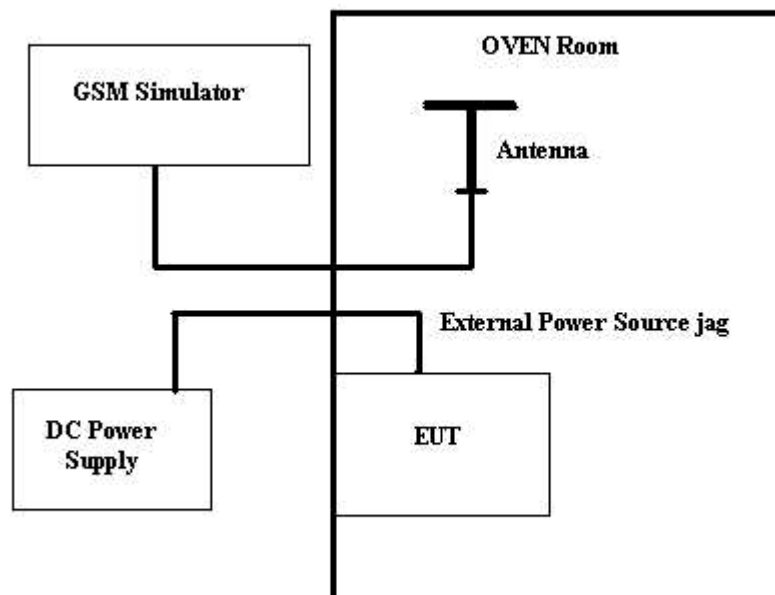 OVEN Room
GSM Simulator
Antenna
External Power Source jag
DC Power
Supply
EUT